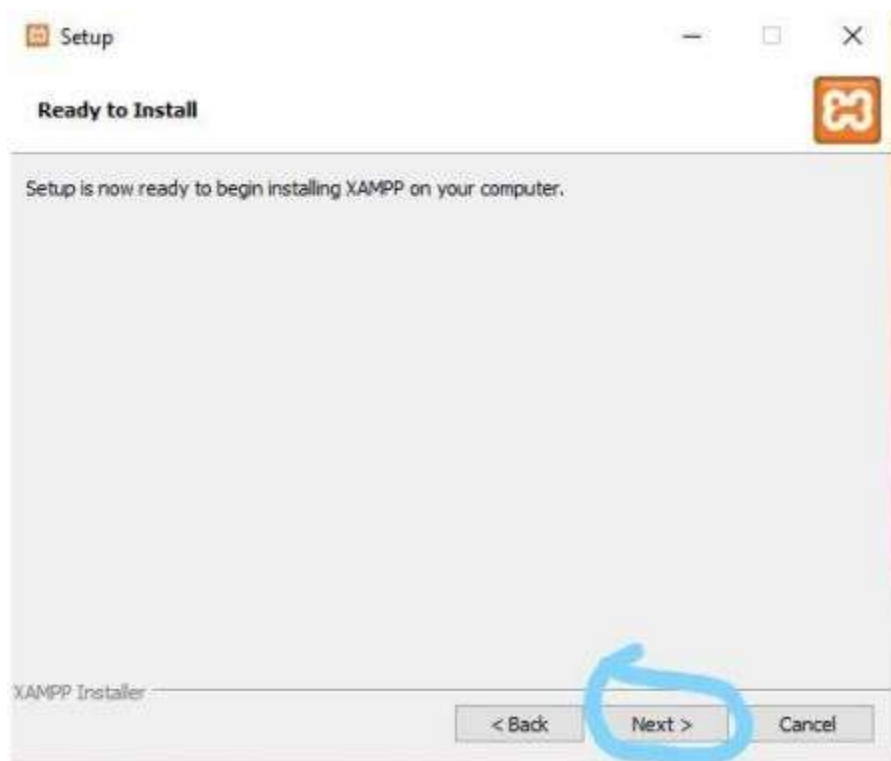 Setup
Ready to Install
Setup is now ready to begin installing XAMPP on your computer.
XAMPP Installer
< Back Next > Cancel